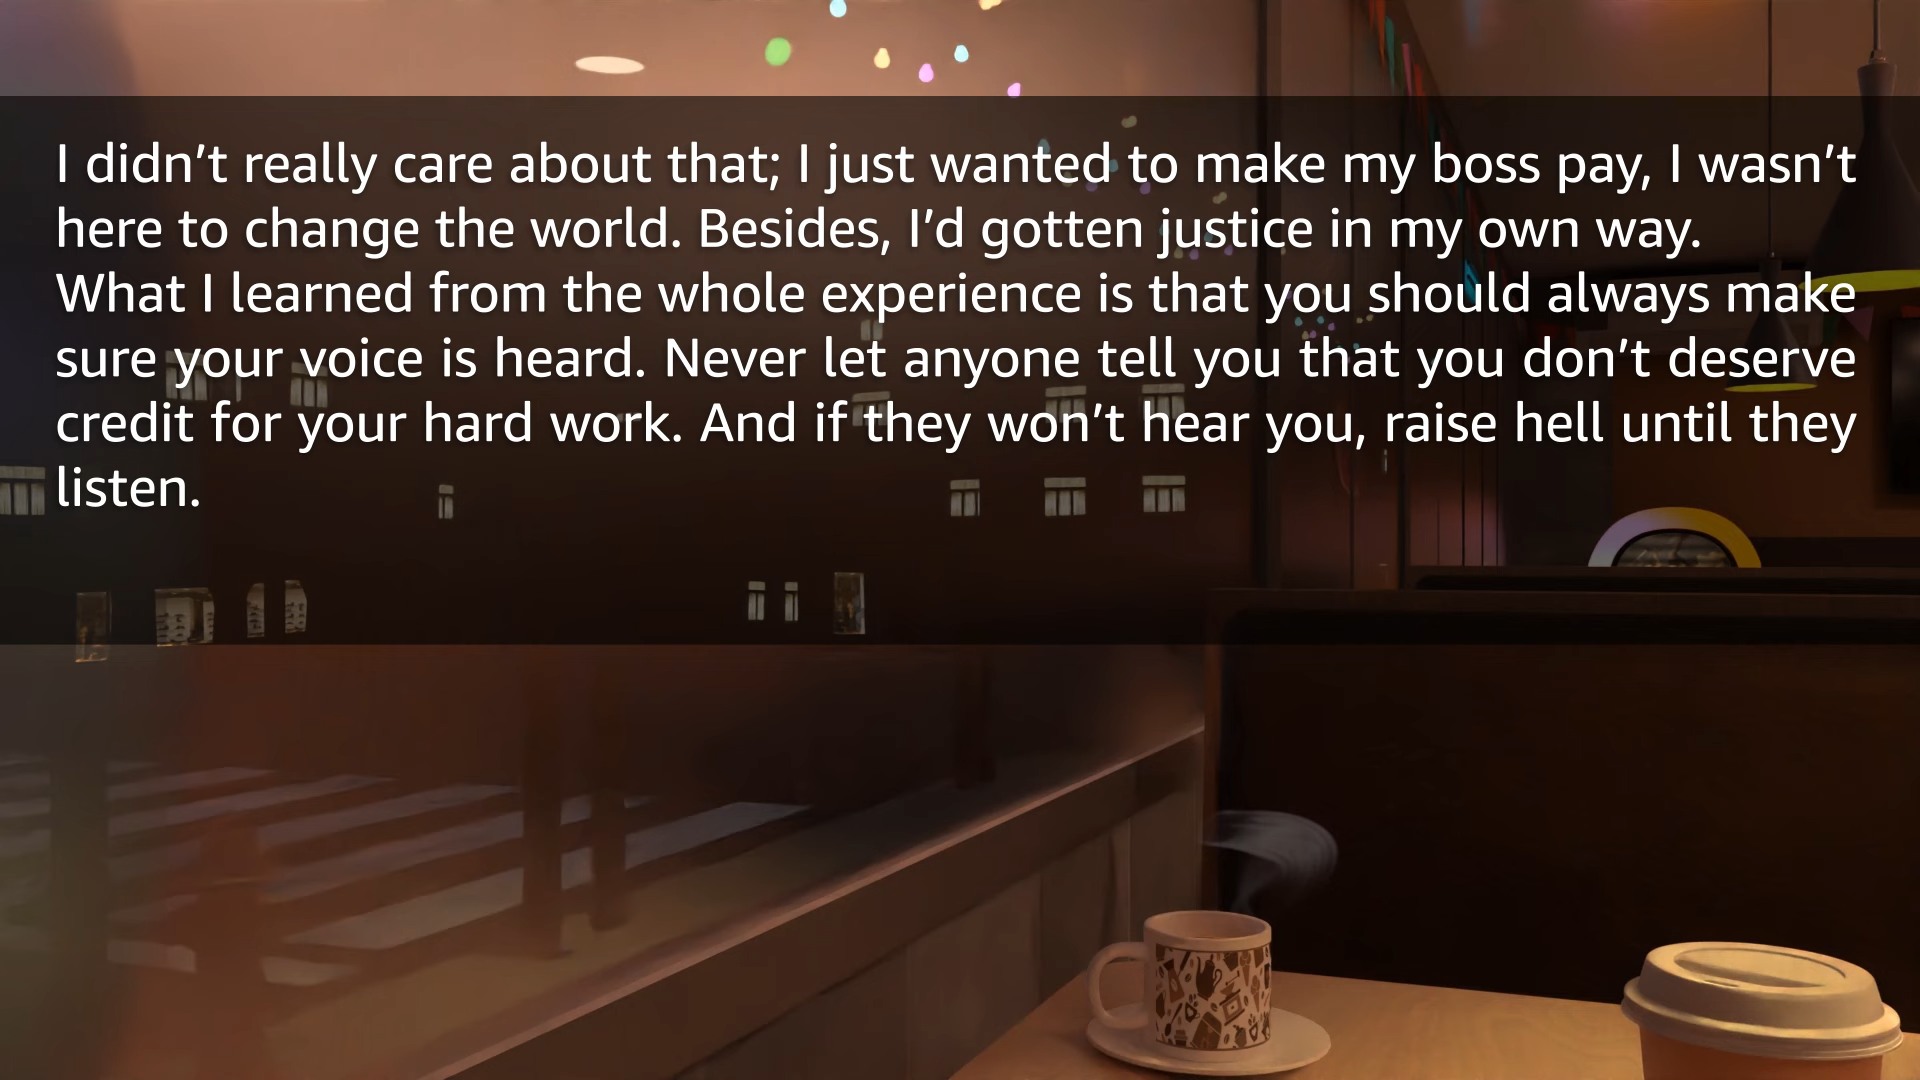 I didn’t really care about that; I just wanted to make my boss pay, I wasn’t
here to change the world. Besides, I’d gotten justice in my own way.
What I learned from the whole experience is that you should always make
sure your voice is heard. Never let anyone tell you that you don’t deserve
credit for your hard work. And if they won’t hear you, raise hell until they
listen.